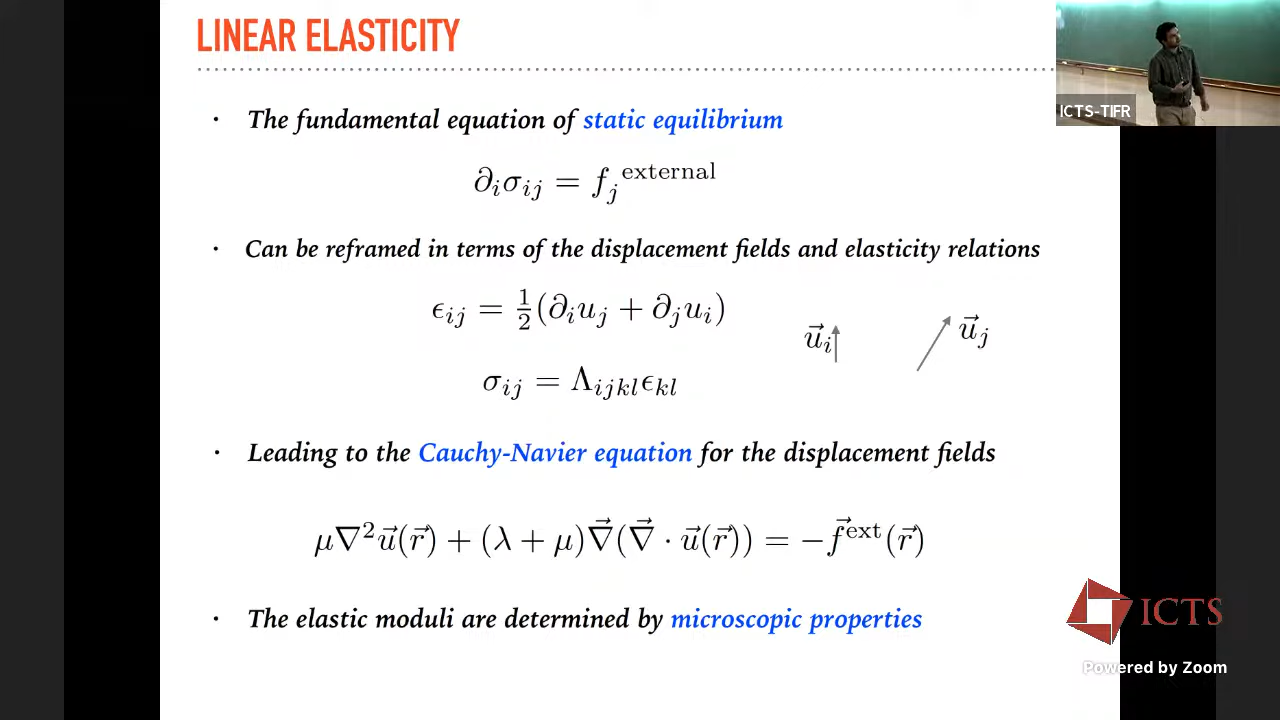 LINEAR ELASTICITY
ICTS-TIFR
· The fundamental equation of static equilibrium
∂ᵢσᵢⱼ = fⱼ^external
· Can be reframed in terms of the displacement fields and elasticity relations
ϵᵢⱼ = ½(∂ᵢuⱼ + ∂ⱼuᵢ)
u⃗ᵢ u⃗ⱼ
σᵢⱼ = Λᵢⱼₖₗϵₖₗ
· Leading to the Cauchy-Navier equation for the displacement fields
μ∇²u⃗(r⃗) + (λ + μ)∇⃗(∇⃗ · u⃗(r⃗)) = −f⃗^ext(r⃗)
· The elastic moduli are determined by microscopic properties
ICTS
Powered by Zoom